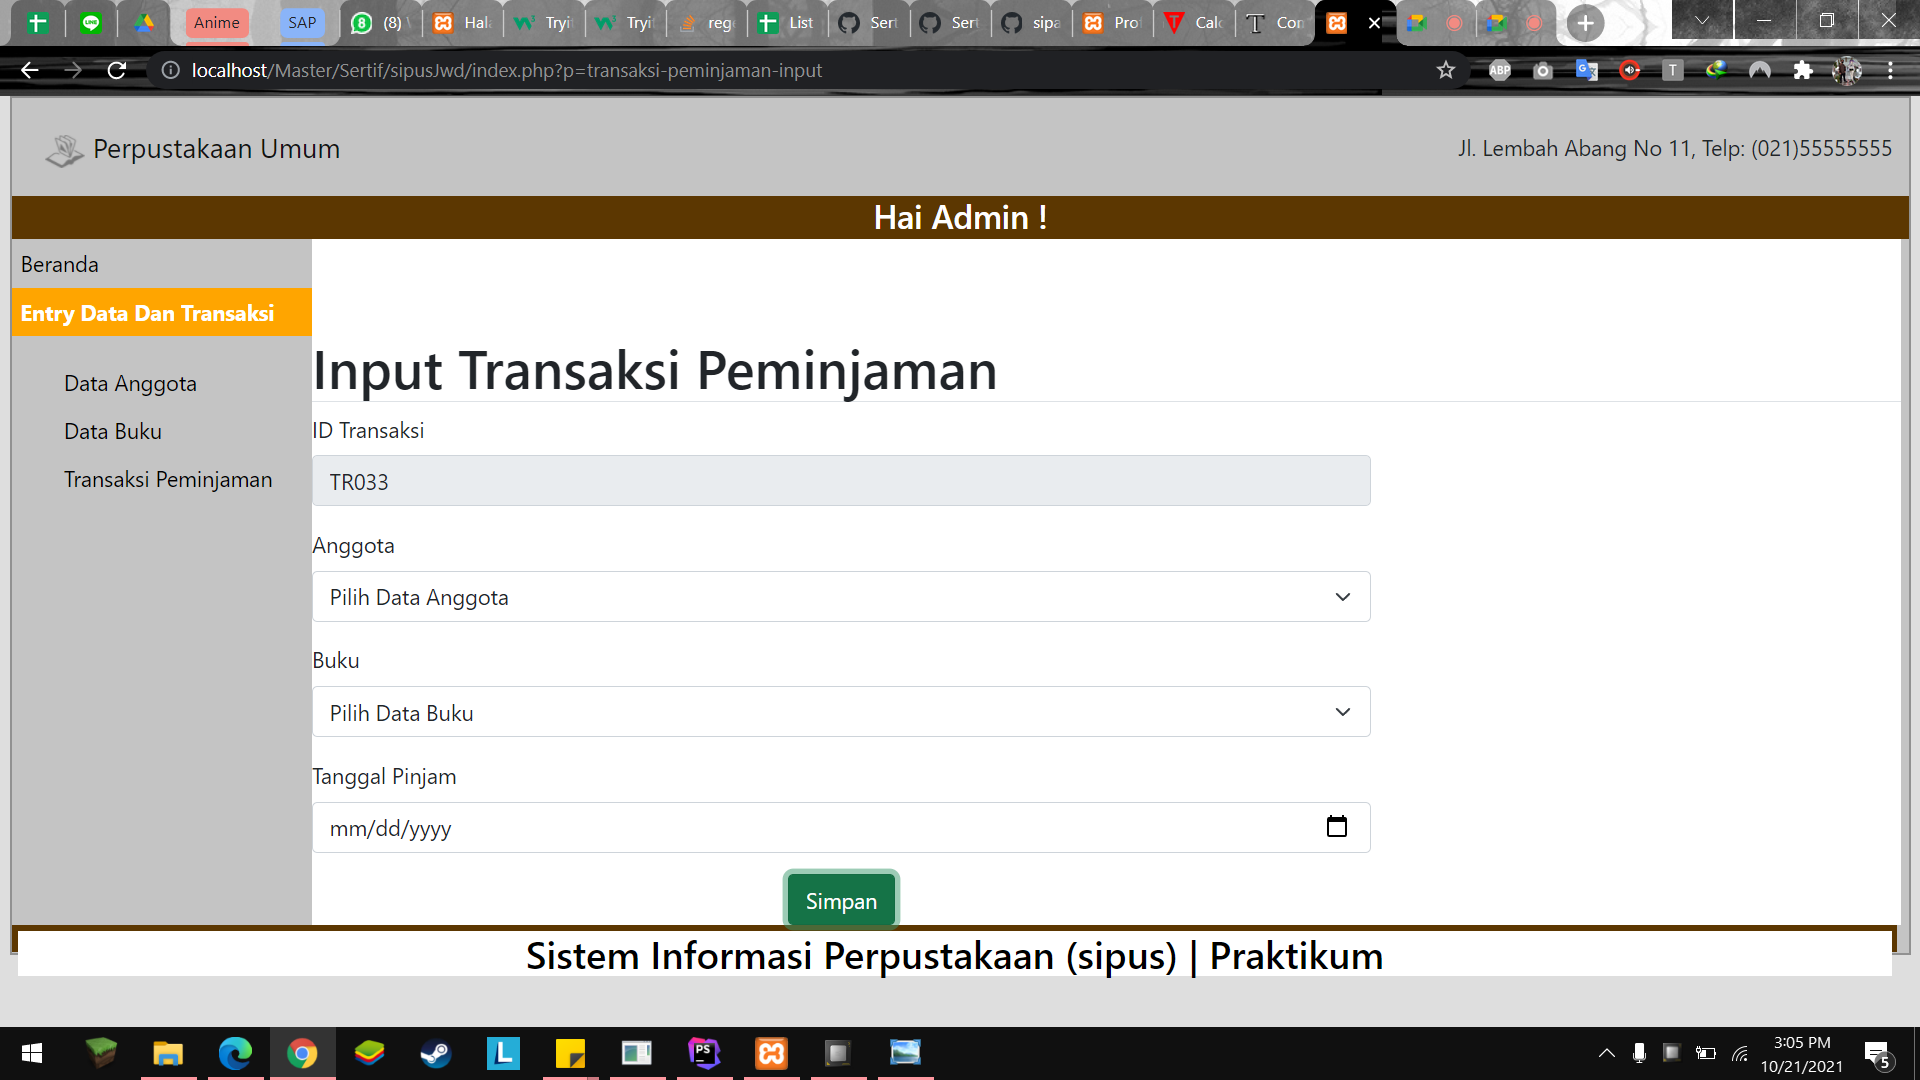 Anime
SAP
(8)
Hal
Tryi
Tryi
reg
List
Sert
Ser
sipa
Pro
Calc
Con
localhost/Master/Sertif/sipusJwd/index.php?p=transaksi-peminjaman-input
ABP
T
Perpustakaan Umum
Jl. Lembah Abang No 11, Telp: (021)55555555
Hai Admin !
Beranda
Entry Data Dan Transaksi
Data Anggota
Data Buku
Transaksi Peminjaman
Input Transaksi Peminjaman
ID Transaksi
TR033
Anggota
Pilih Data Anggota
Buku
Pilih Data Buku
Tanggal Pinjam
mm/dd/yyyy
Simpan
Sistem Informasi Perpustakaan (sipus) | Praktikum
L
PS
3:05 PM
10/21/2021
5